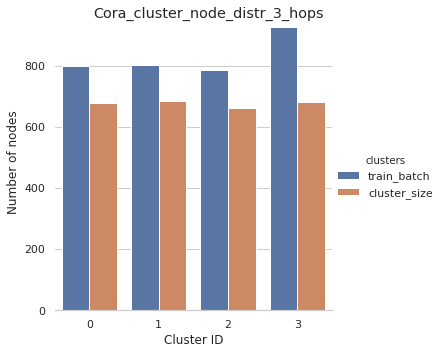 Cora_cluster_node_distr_3_hops
Number of nodes
800
600
400
200
0
0 1 2 3
Cluster ID
clusters
train_batch
cluster_size